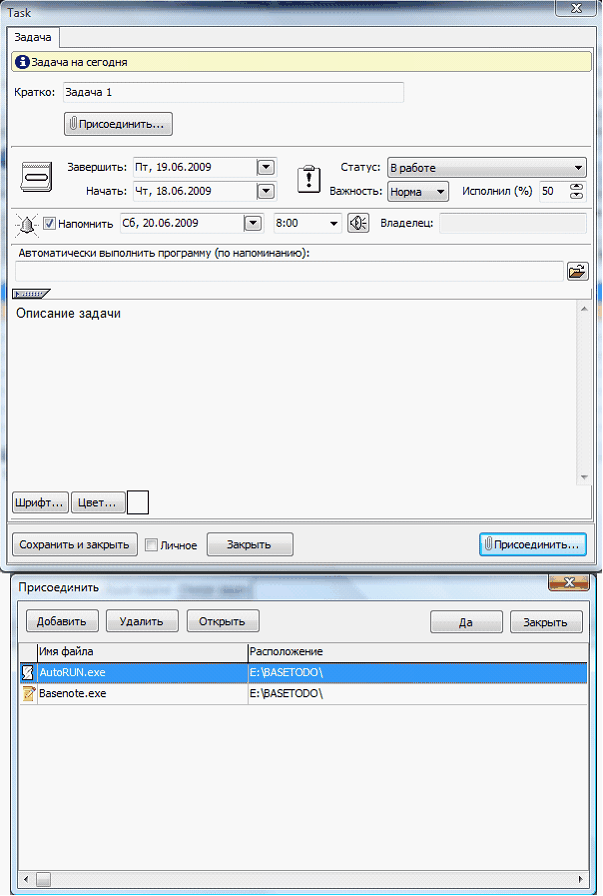 Task
Задача
Задача на сегодня
Кратко: Задача 1
Присоединить...
Завершить: Пт, 19.06.2009 Статус: В работе
Начать: Чт, 18.06.2009 Важность: Норма Исполнил (%) 50
Напомнить Сб, 20.06.2009 8:00 Владелец:
Автоматически выполнить программу (по напоминанию):
Описание задачи
Шрифт... Цвет...
Сохранить и закрыть Личное Закрыть Присоединить...
Присоединить
Добавить Удалить Открыть Да Закрыть
Имя файла Расположение
AutoRUN.exe E:\BASETODO\
Basenote.exe E:\BASETODO\